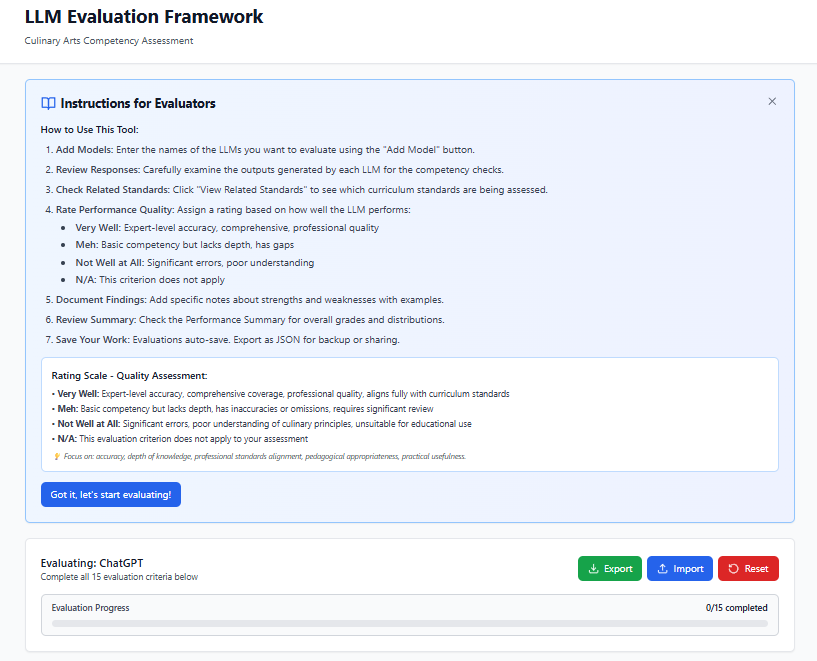 LLM Evaluation Framework
Culinary Arts Competency Assessment
Instructions for Evaluators
How to Use This Tool:
1. Add Models: Enter the names of the LLMs you want to evaluate using the "Add Model" button.
2. Review Responses: Carefully examine the outputs generated by each LLM for the competency checks.
3. Check Related Standards: Click "View Related Standards" to see which curriculum standards are being assessed.
4. Rate Performance Quality: Assign a rating based on how well the LLM performs:
• Very Well: Expert-level accuracy, comprehensive, professional quality
• Meh: Basic competency but lacks depth, has gaps
• Not Well at All: Significant errors, poor understanding
• N/A: This criterion does not apply
5. Document Findings: Add specific notes about strengths and weaknesses with examples.
6. Review Summary: Check the Performance Summary for overall grades and distributions.
7. Save Your Work: Evaluations auto-save. Export as JSON for backup or sharing.
Rating Scale - Quality Assessment:
• Very Well: Expert-level accuracy, comprehensive coverage, professional quality, aligns fully with curriculum standards
• Meh: Basic competency but lacks depth, has inaccuracies or omissions, requires significant review
• Not Well at All: Significant errors, poor understanding of culinary principles, unsuitable for educational use
• N/A: This evaluation criterion does not apply to your assessment
💡 Focus on: accuracy, depth of knowledge, professional standards alignment, pedagogical appropriateness, practical usefulness.
Got it, let's start evaluating!
Evaluating: ChatGPT
Complete all 15 evaluation criteria below
Export Import Reset
Evaluation Progress 0/15 completed